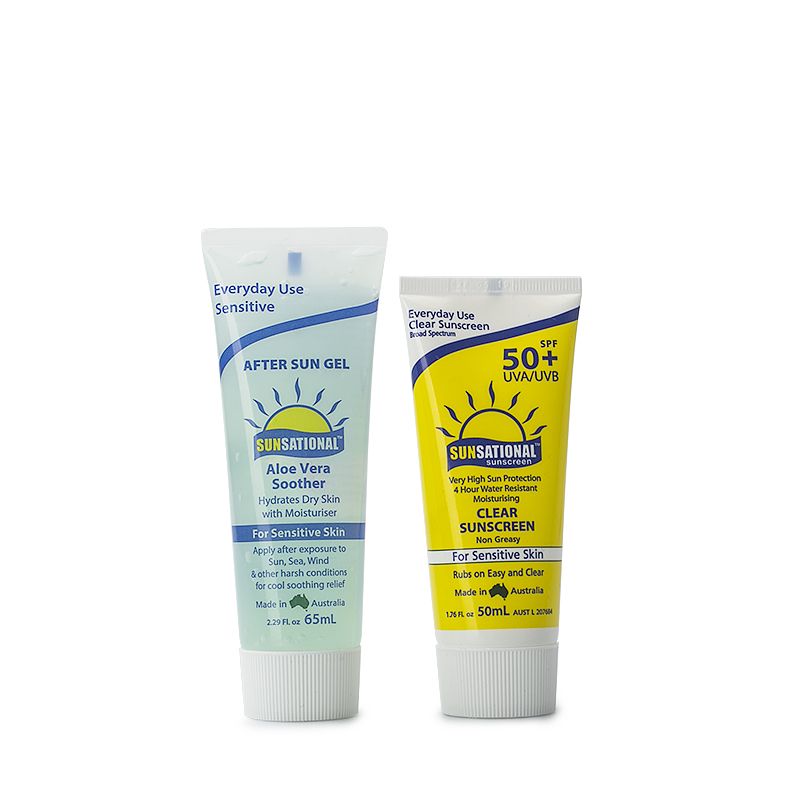 Everyday Use
Sensitive
AFTER SUN GEL
SUNSATIONAL™
Aloe Vera
Soother
Hydrates Dry Skin
with Moisturiser
For Sensitive Skin
Apply after exposure to
Sun, Sea, Wind
& other harsh conditions
for cool soothing relief
Made in Australia
2.29 Fl. oz 65mL
Everyday Use
Clear Sunscreen
Broad Spectrum
SPF
50+
UVA/UVB
SUNSATIONAL™
sunscreen
Very High Sun Protection
4 Hour Water Resistant
Moisturising
CLEAR
SUNSCREEN
Non Greasy
For Sensitive Skin
Rubs on Easy and Clear
Made in Australia
1.76 Fl. oz 50mL AUST L 207684